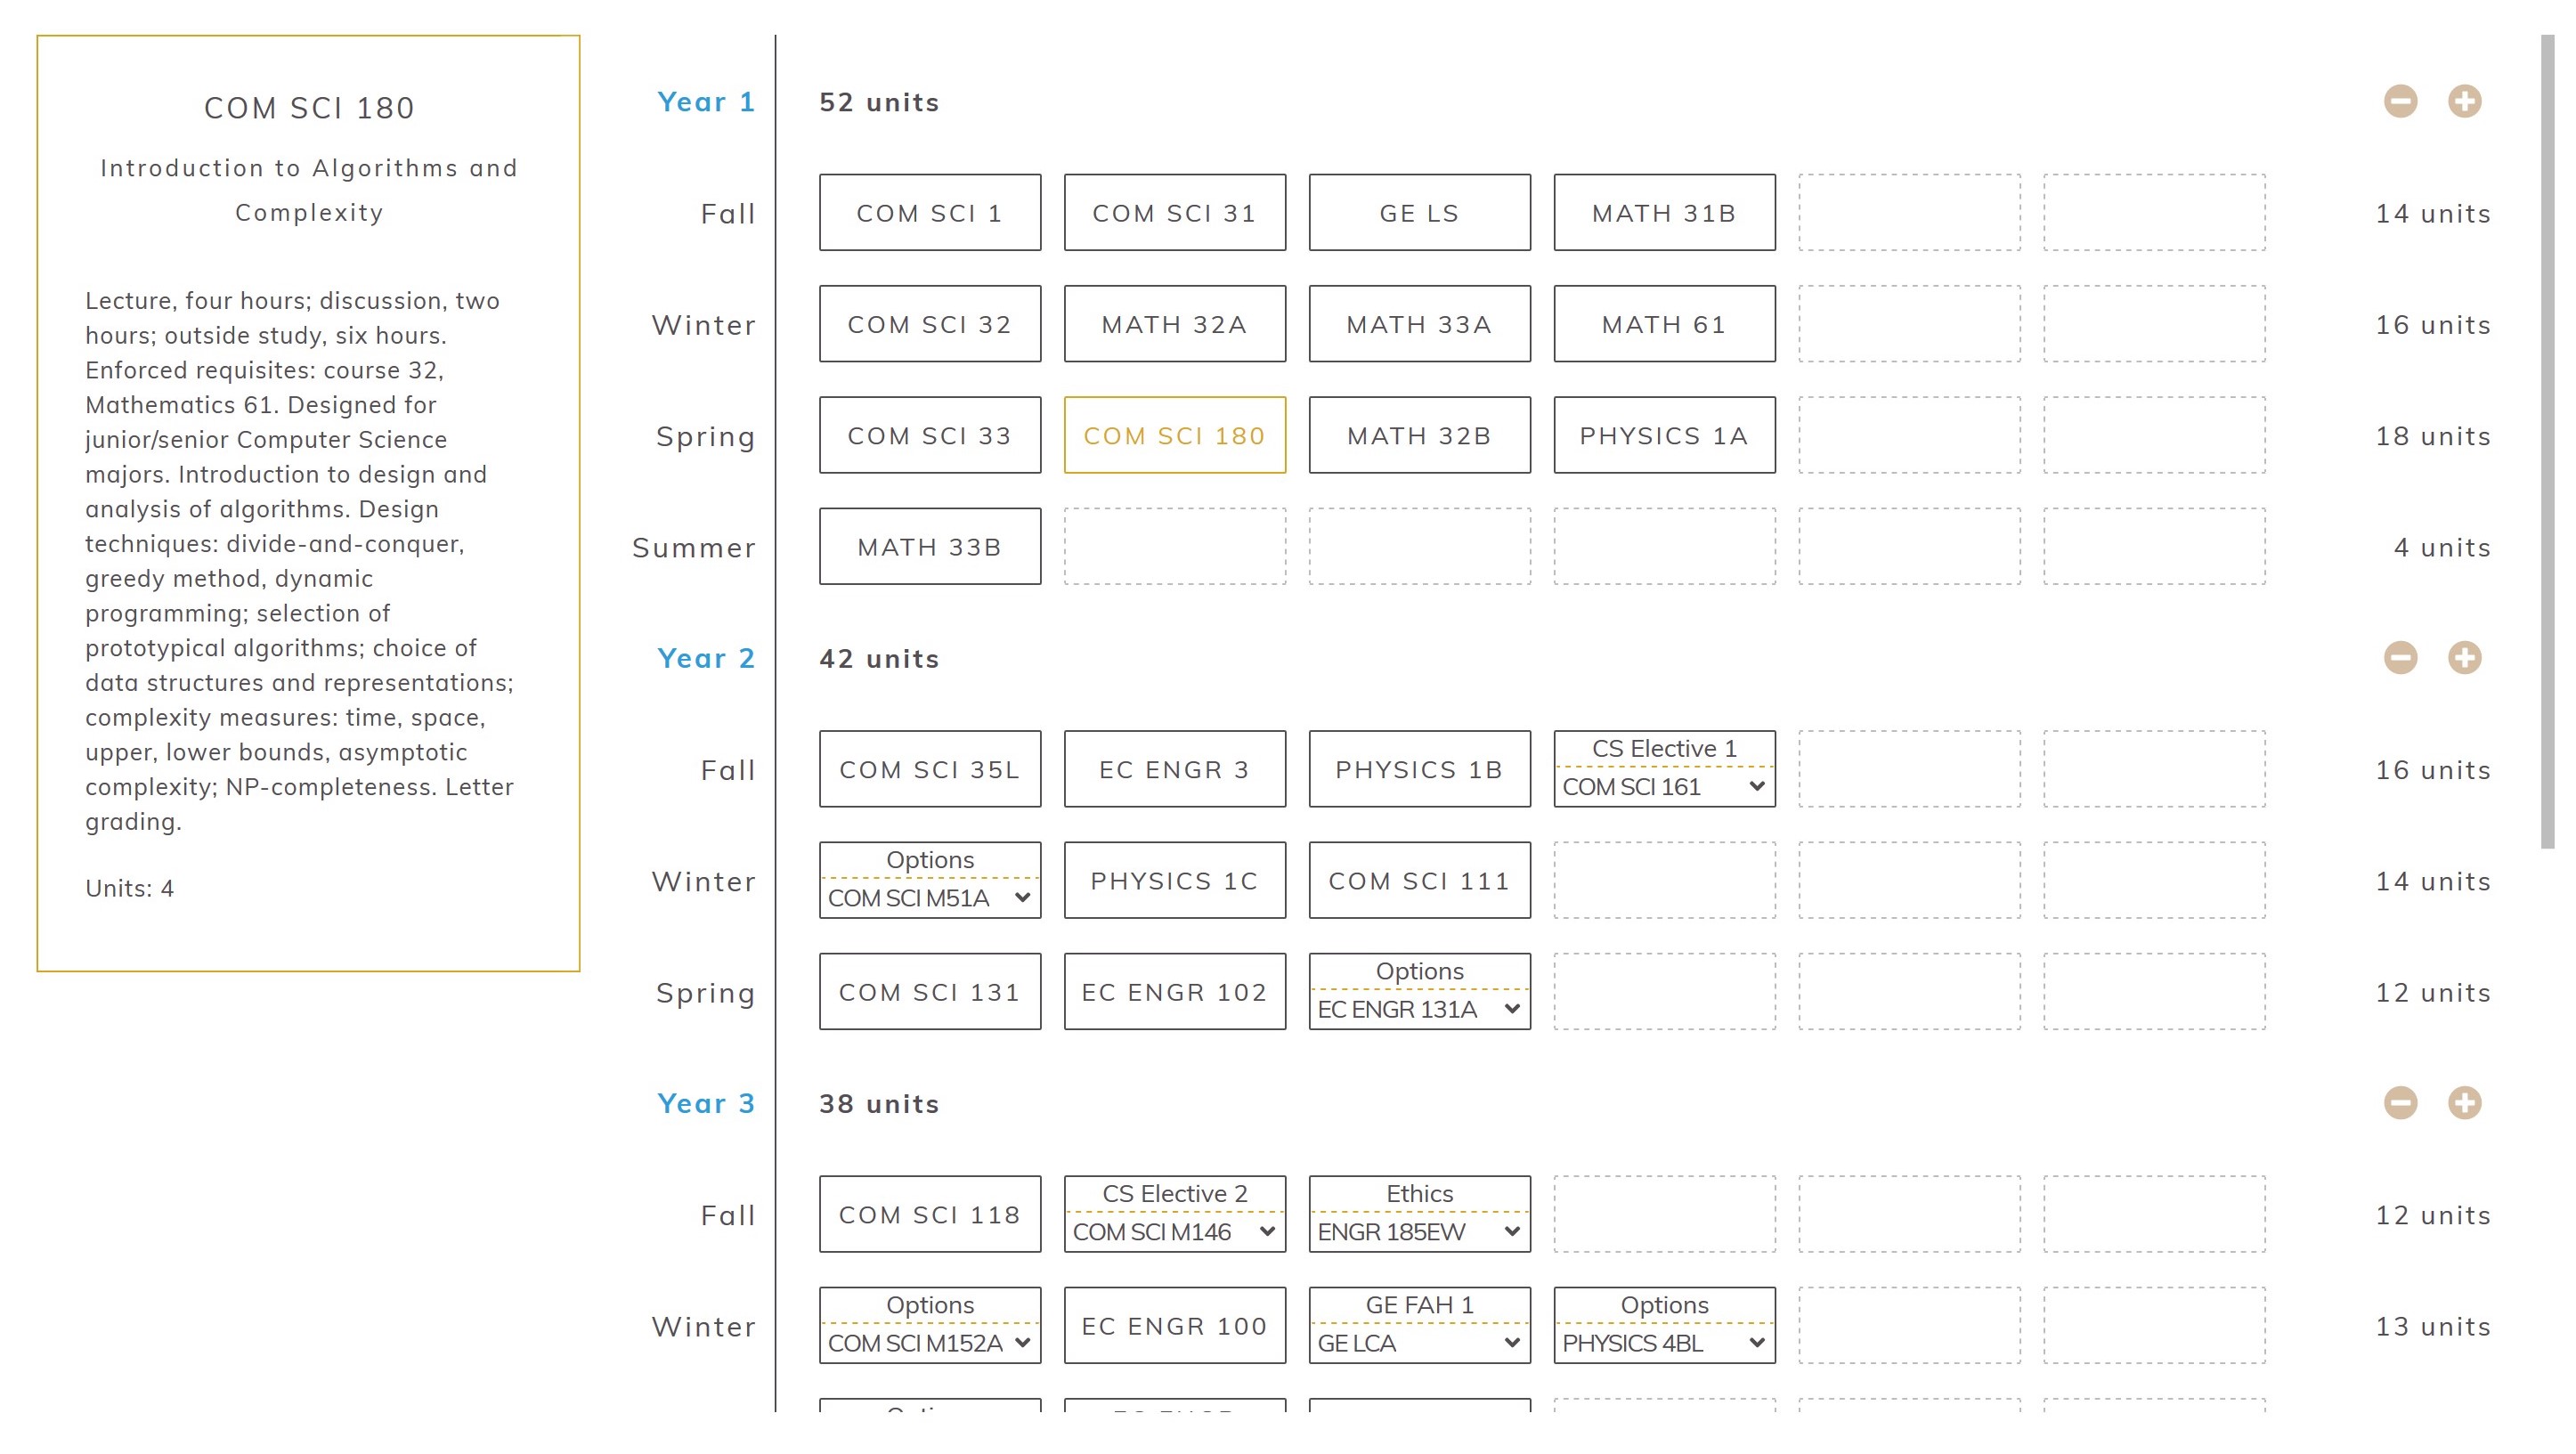 COM SCI 180
Introduction to Algorithms and
Complexity
Lecture, four hours; discussion, two
hours; outside study, six hours.
Enforced requisites: course 32,
Mathematics 61. Designed for
junior/senior Computer Science
majors. Introduction to design and
analysis of algorithms. Design
techniques: divide-and-conquer,
greedy method, dynamic
programming; selection of
prototypical algorithms; choice of
data structures and representations;
complexity measures: time, space,
upper, lower bounds, asymptotic
complexity; NP-completeness. Letter
grading.
Units: 4
Year 1 52 units
Fall COM SCI 1 COM SCI 31 GE LS MATH 31B 14 units
Winter COM SCI 32 MATH 32A MATH 33A MATH 61 16 units
Spring COM SCI 33 COM SCI 180 MATH 32B PHYSICS 1A 18 units
Summer MATH 33B 4 units
Year 2 42 units
Fall COM SCI 35L EC ENGR 3 PHYSICS 1B CS Elective 1 COM SCI 161 16 units
Winter Options COM SCI M51A PHYSICS 1C COM SCI 111 14 units
Spring COM SCI 131 EC ENGR 102 Options EC ENGR 131A 12 units
Year 3 38 units
Fall COM SCI 118 CS Elective 2 COM SCI M146 Ethics ENGR 185EW 12 units
Winter Options COM SCI M152A EC ENGR 100 GE FAH 1 GE LCA Options PHYSICS 4BL 13 units